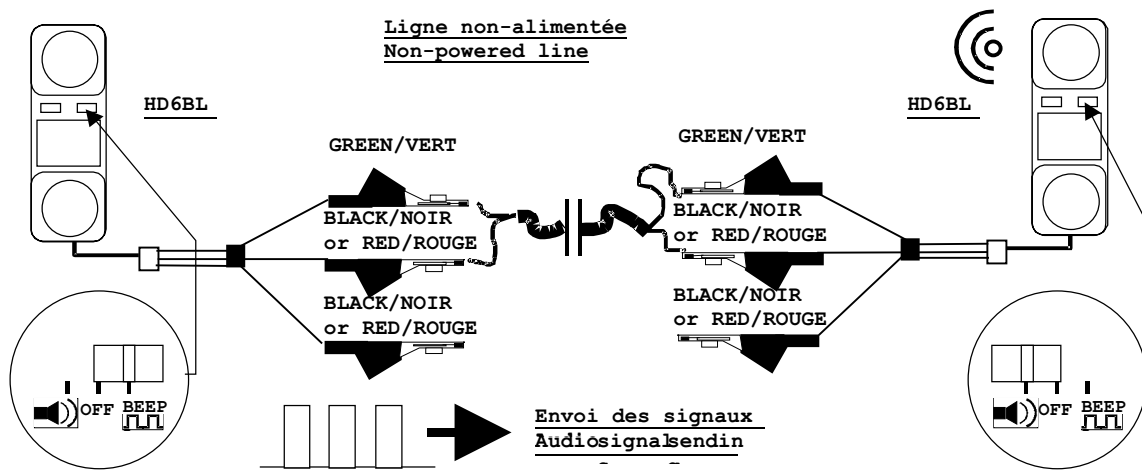 Ligne non-alimentée
Non-powered line
HD6BL
HD6BL
GREEN/VERT
GREEN/VERT
BLACK/NOIR
or RED/ROUGE
BLACK/NOIR
or RED/ROUGE
BLACK/NOIR
or RED/ROUGE
BLACK/NOIR
or RED/ROUGE
OFF BEEP
OFF BEEP
Envoi des signaux
Audiosignalsendin